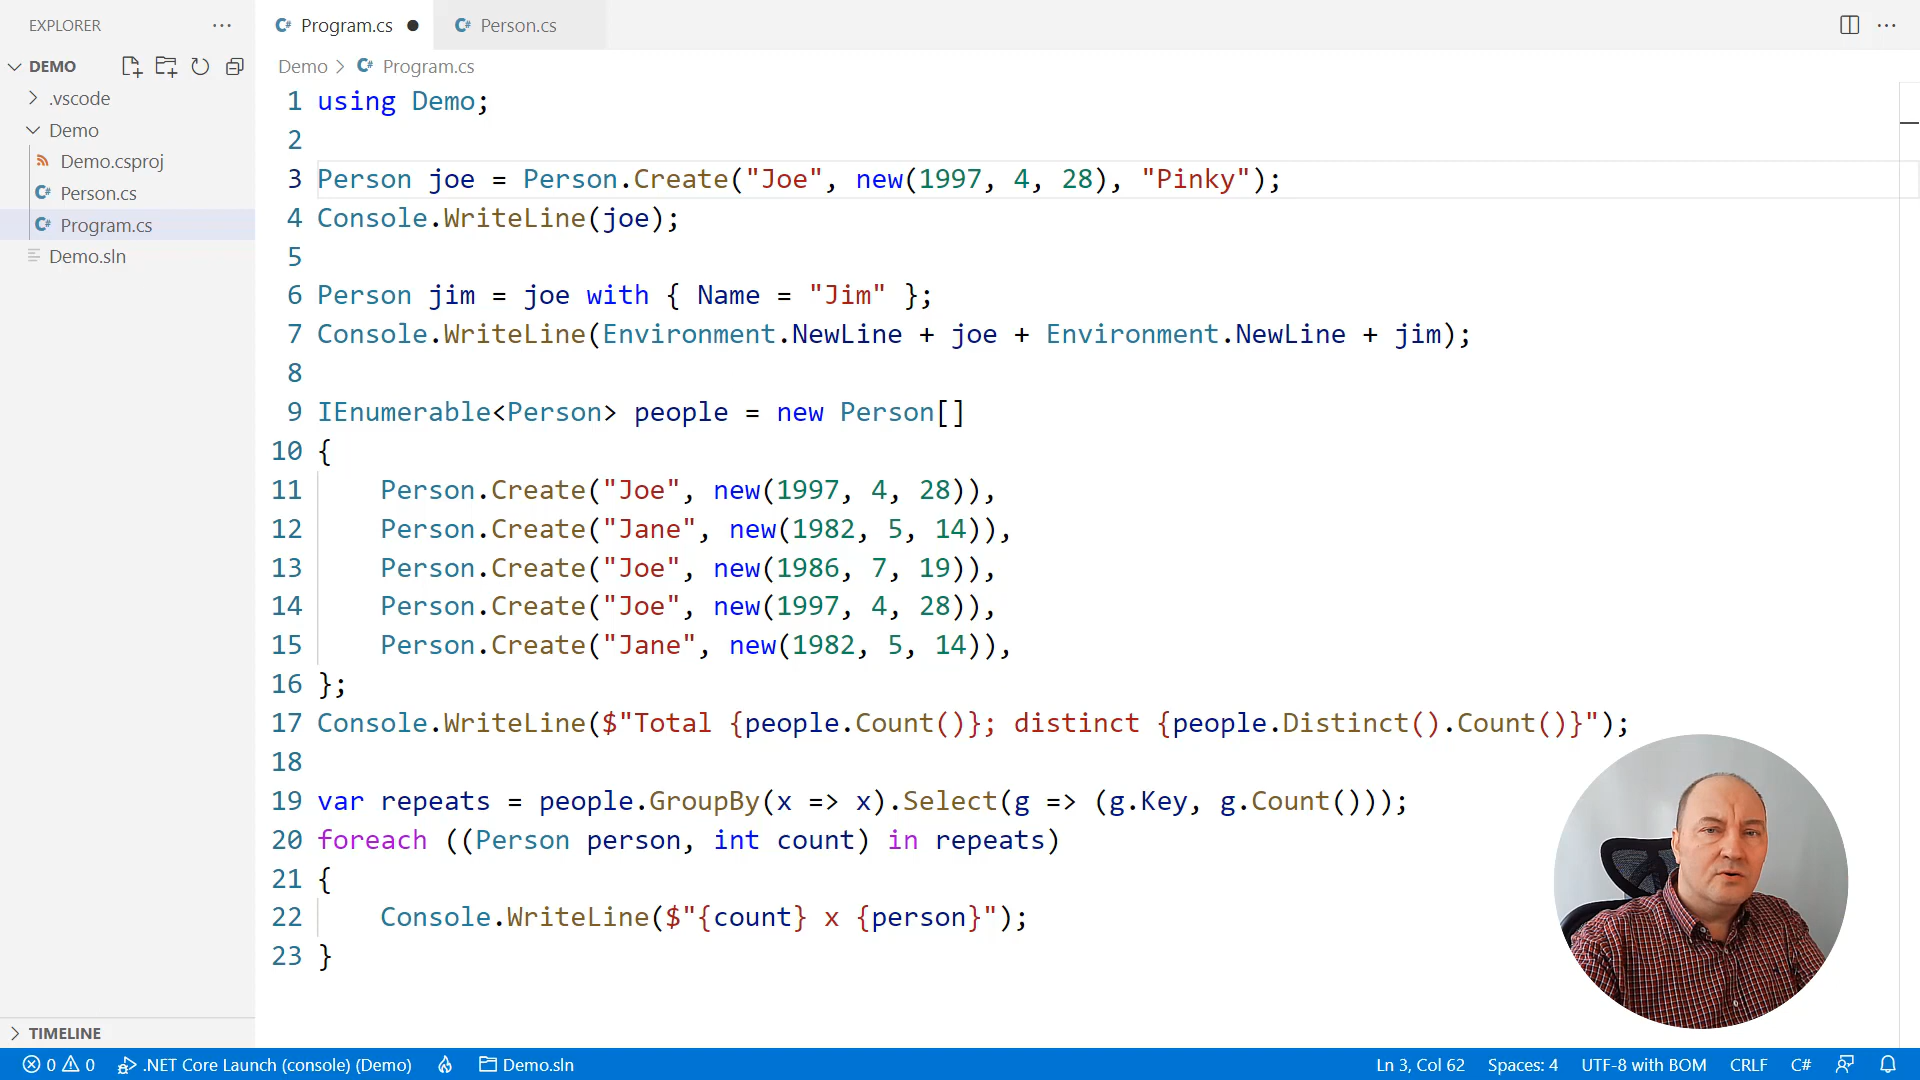 EXPLORER ···
DEMO
.vscode
Demo
Demo.csproj
C# Person.cs
C# Program.cs
Demo.sln
TIMELINE
C# Program.cs ●
C# Person.cs
···
Demo > C# Program.cs
1 using Demo;
2
3 Person joe = Person.Create("Joe", new(1997, 4, 28), "Pinky");
4 Console.WriteLine(joe);
5
6 Person jim = joe with { Name = "Jim" };
7 Console.WriteLine(Environment.NewLine + joe + Environment.NewLine + jim);
8
9 IEnumerable<Person> people = new Person[]
10 {
11     Person.Create("Joe", new(1997, 4, 28)),
12     Person.Create("Jane", new(1982, 5, 14)),
13     Person.Create("Joe", new(1986, 7, 19)),
14     Person.Create("Joe", new(1997, 4, 28)),
15     Person.Create("Jane", new(1982, 5, 14)),
16 };
17 Console.WriteLine($"Total {people.Count()}; distinct {people.Distinct().Count()}");
18
19 var repeats = people.GroupBy(x => x).Select(g => (g.Key, g.Count()));
20 foreach ((Person person, int count) in repeats)
21 {
22     Console.WriteLine($"{count} x {person}");
23 }
0 0 .NET Core Launch (console) (Demo) Demo.sln Ln 3, Col 62 Spaces: 4 UTF-8 with BOM CRLF C#